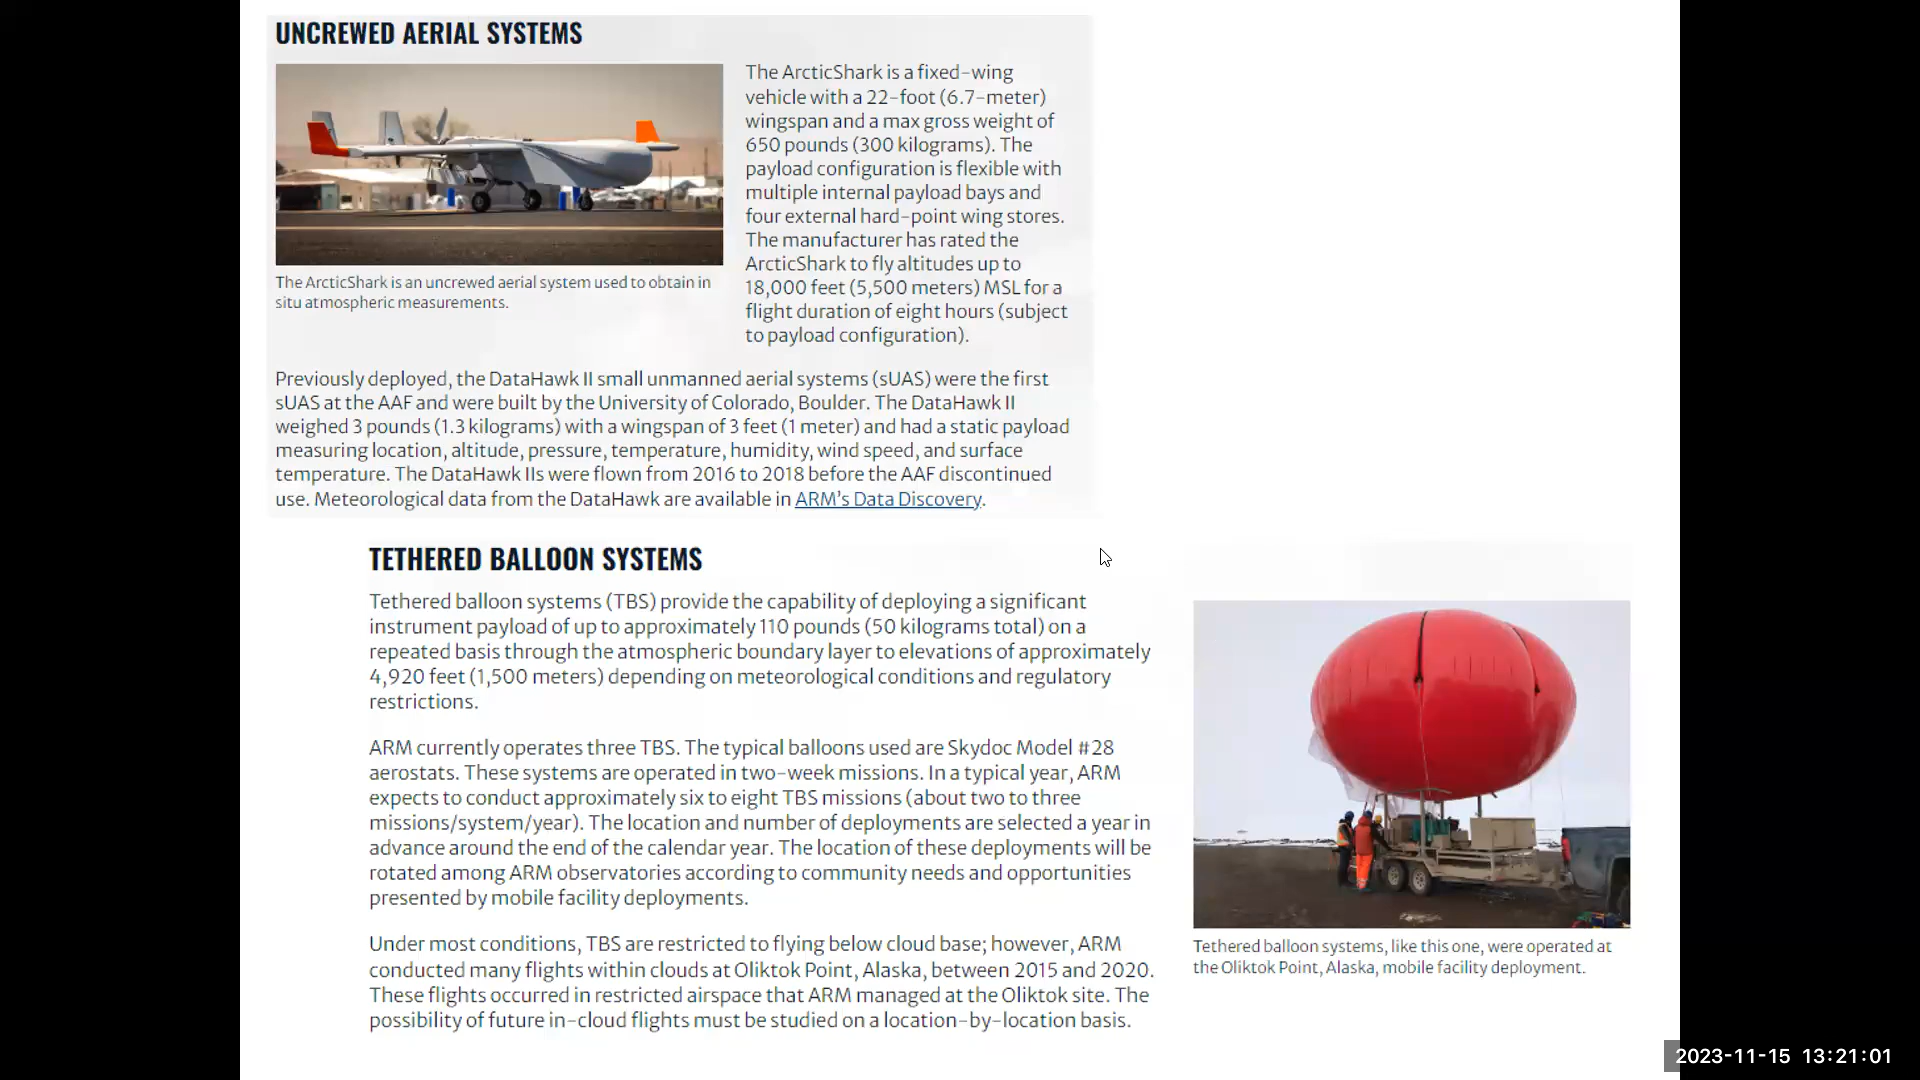 UNCREWED AERIAL SYSTEMS
The ArcticShark is a fixed-wing
vehicle with a 22-foot (6.7-meter)
wingspan and a max gross weight of
650 pounds (300 kilograms). The
payload configuration is flexible with
multiple internal payload bays and
four external hard-point wing stores.
The manufacturer has rated the
ArcticShark to fly altitudes up to
18,000 feet (5,500 meters) MSL for a
flight duration of eight hours (subject
to payload configuration).
The ArcticShark is an uncrewed aerial system used to obtain in
situ atmospheric measurements.
Previously deployed, the DataHawk II small unmanned aerial systems (sUAS) were the first
sUAS at the AAF and were built by the University of Colorado, Boulder. The DataHawk II
weighed 3 pounds (1.3 kilograms) with a wingspan of 3 feet (1 meter) and had a static payload
measuring location, altitude, pressure, temperature, humidity, wind speed, and surface
temperature. The DataHawk IIs were flown from 2016 to 2018 before the AAF discontinued
use. Meteorological data from the DataHawk are available in ARM's Data Discovery.
TETHERED BALLOON SYSTEMS
Tethered balloon systems (TBS) provide the capability of deploying a significant
instrument payload of up to approximately 110 pounds (50 kilograms total) on a
repeated basis through the atmospheric boundary layer to elevations of approximately
4,920 feet (1,500 meters) depending on meteorological conditions and regulatory
restrictions.
ARM currently operates three TBS. The typical balloons used are Skydoc Model #28
aerostats. These systems are operated in two-week missions. In a typical year, ARM
expects to conduct approximately six to eight TBS missions (about two to three
missions/system/year). The location and number of deployments are selected a year in
advance around the end of the calendar year. The location of these deployments will be
rotated among ARM observatories according to community needs and opportunities
presented by mobile facility deployments.
Under most conditions, TBS are restricted to flying below cloud base; however, ARM
conducted many flights within clouds at Oliktok Point, Alaska, between 2015 and 2020.
These flights occurred in restricted airspace that ARM managed at the Oliktok site. The
possibility of future in-cloud flights must be studied on a location-by-location basis.
Tethered balloon systems, like this one, were operated at
the Oliktok Point, Alaska, mobile facility deployment.
2023-11-15 13:21:01